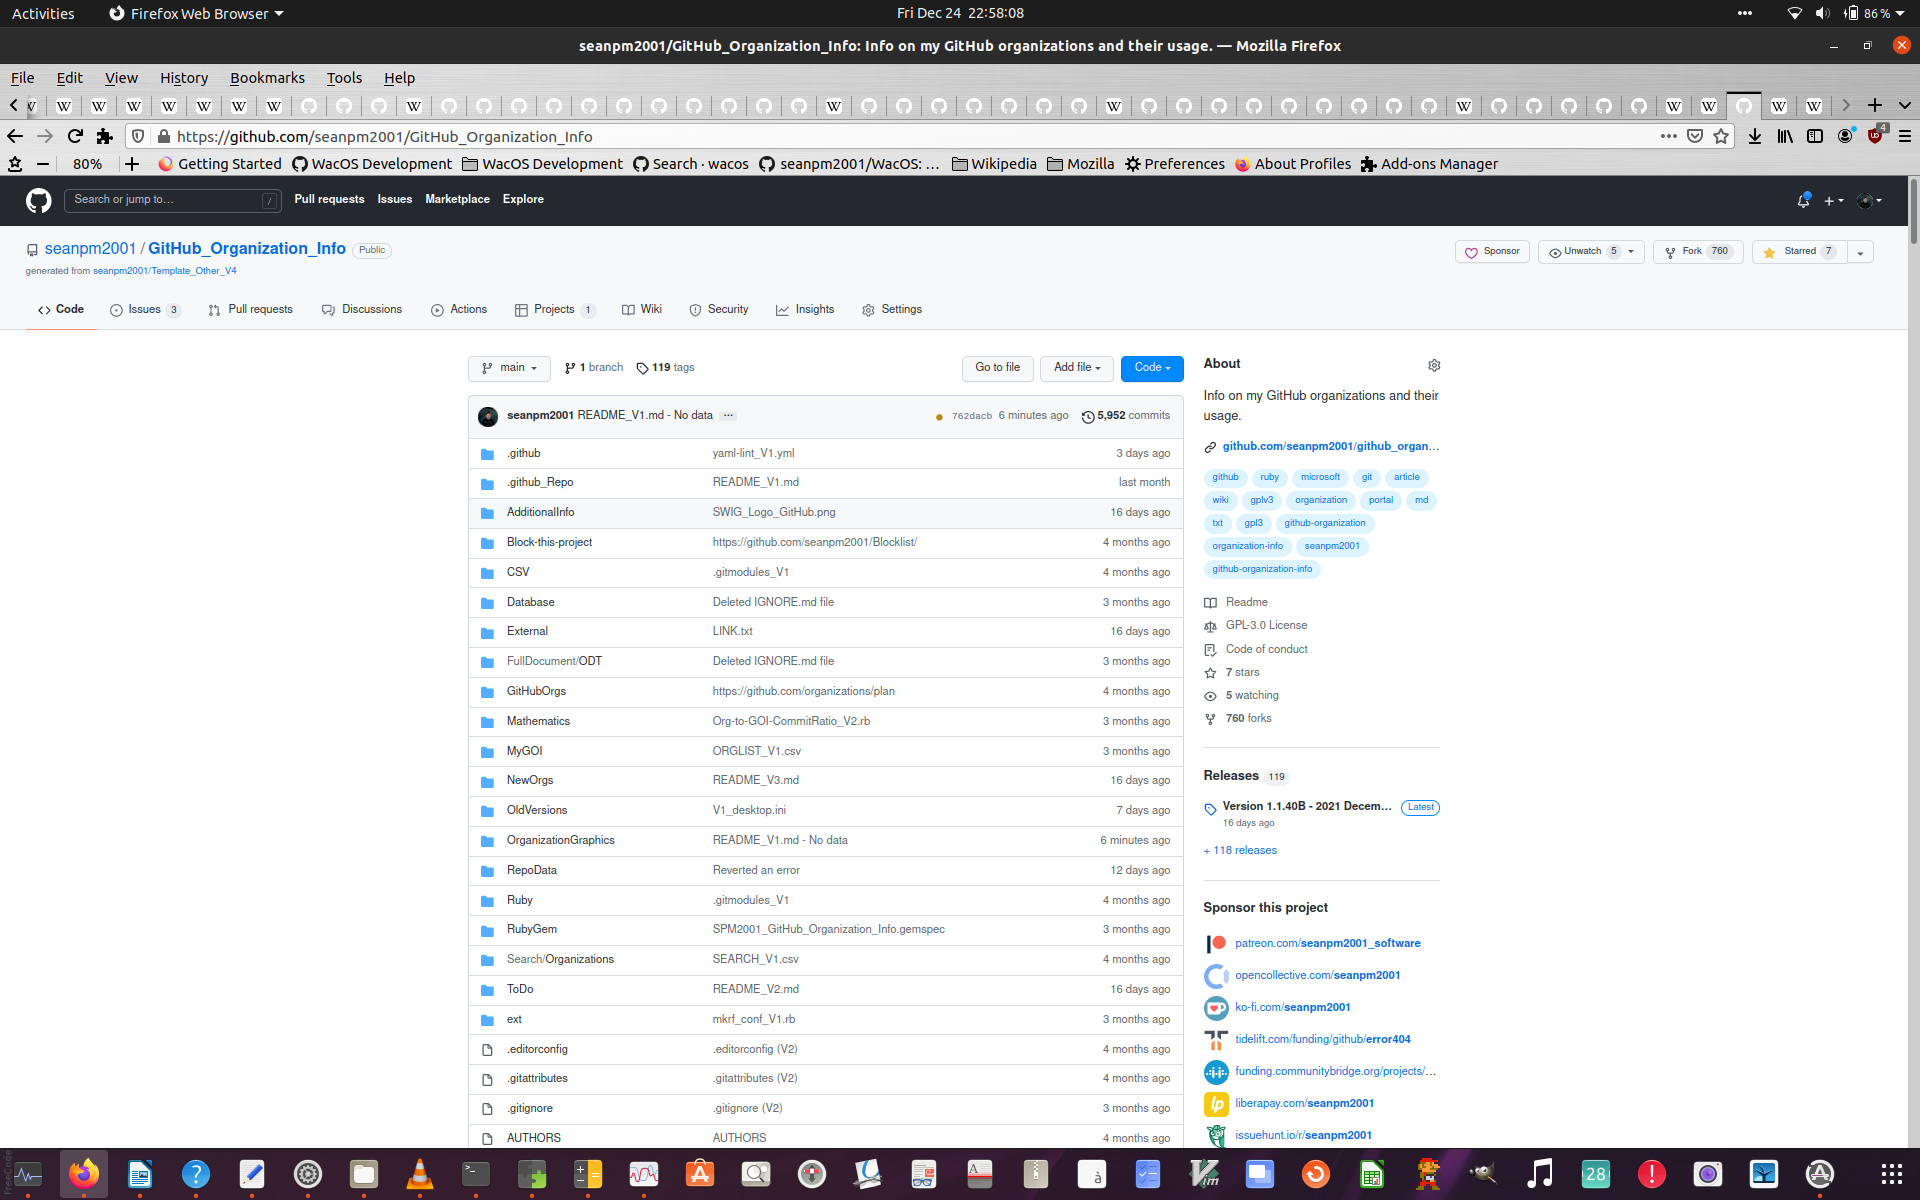 Activities Firefox Web Browser Fri Dec 24 22:58:08 86 %
seanpm2001/GitHub_Organization_Info: Info on my GitHub organizations and their usage. — Mozilla Firefox
File Edit View History Bookmarks Tools Help
https://github.com/seanpm2001/GitHub_Organization_Info 4
80% Getting Started WacOS Development WacOS Development Search · wacos seanpm2001/WacOS: ... Wikipedia Mozilla Preferences About Profiles Add-ons Manager
Search or jump to... / Pull requests Issues Marketplace Explore
seanpm2001 / GitHub_Organization_Info Public Sponsor Unwatch 5 Fork 760 Starred 7
generated from seanpm2001/Template_Other_V4
Code Issues 3 Pull requests Discussions Actions Projects 1 Wiki Security Insights Settings
main 1 branch 119 tags Go to file Add file Code
seanpm2001 README_V1.md - No data ... 762dacb 6 minutes ago 5,952 commits
.github yaml-lint_V1.yml 3 days ago
.github_Repo README_V1.md last month
AdditionalInfo SWIG_Logo_GitHub.png 16 days ago
Block-this-project https://github.com/seanpm2001/Blocklist/ 4 months ago
CSV .gitmodules_V1 4 months ago
Database Deleted IGNORE.md file 3 months ago
External LINK.txt 16 days ago
FullDocument/ODT Deleted IGNORE.md file 3 months ago
GitHubOrgs https://github.com/organizations/plan 4 months ago
Mathematics Org-to-GOI-CommitRatio_V2.rb 3 months ago
MyGOI ORGLIST_V1.csv 3 months ago
NewOrgs README_V3.md 16 days ago
OldVersions V1_desktop.ini 7 days ago
OrganizationGraphics README_V1.md - No data 6 minutes ago
RepoData Reverted an error 12 days ago
Ruby .gitmodules_V1 4 months ago
RubyGem SPM2001_GitHub_Organization_Info.gemspec 3 months ago
Search/Organizations SEARCH_V1.csv 4 months ago
ToDo README_V2.md 16 days ago
ext mkrf_conf_V1.rb 3 months ago
.editorconfig .editorconfig (V2) 4 months ago
.gitattributes .gitattributes (V2) 4 months ago
.gitignore .gitignore (V2) 3 months ago
AUTHORS AUTHORS 4 months ago
About
Info on my GitHub organizations and their
usage.
github.com/seanpm2001/github_organ...
github ruby microsoft git article
wiki gplv3 organization portal md
txt gpl3 github-organization
organization-info seanpm2001
github-organization-info
Readme
GPL-3.0 License
Code of conduct
7 stars
5 watching
760 forks
Releases 119
Version 1.1.40B - 2021 Decem... Latest
16 days ago
+ 118 releases
Sponsor this project
patreon.com/seanpm2001_software
opencollective.com/seanpm2001
ko-fi.com/seanpm2001
tidelift.com/funding/github/error404
funding.communitybridge.org/projects/...
liberapay.com/seanpm2001
issuehunt.io/r/seanpm2001
28